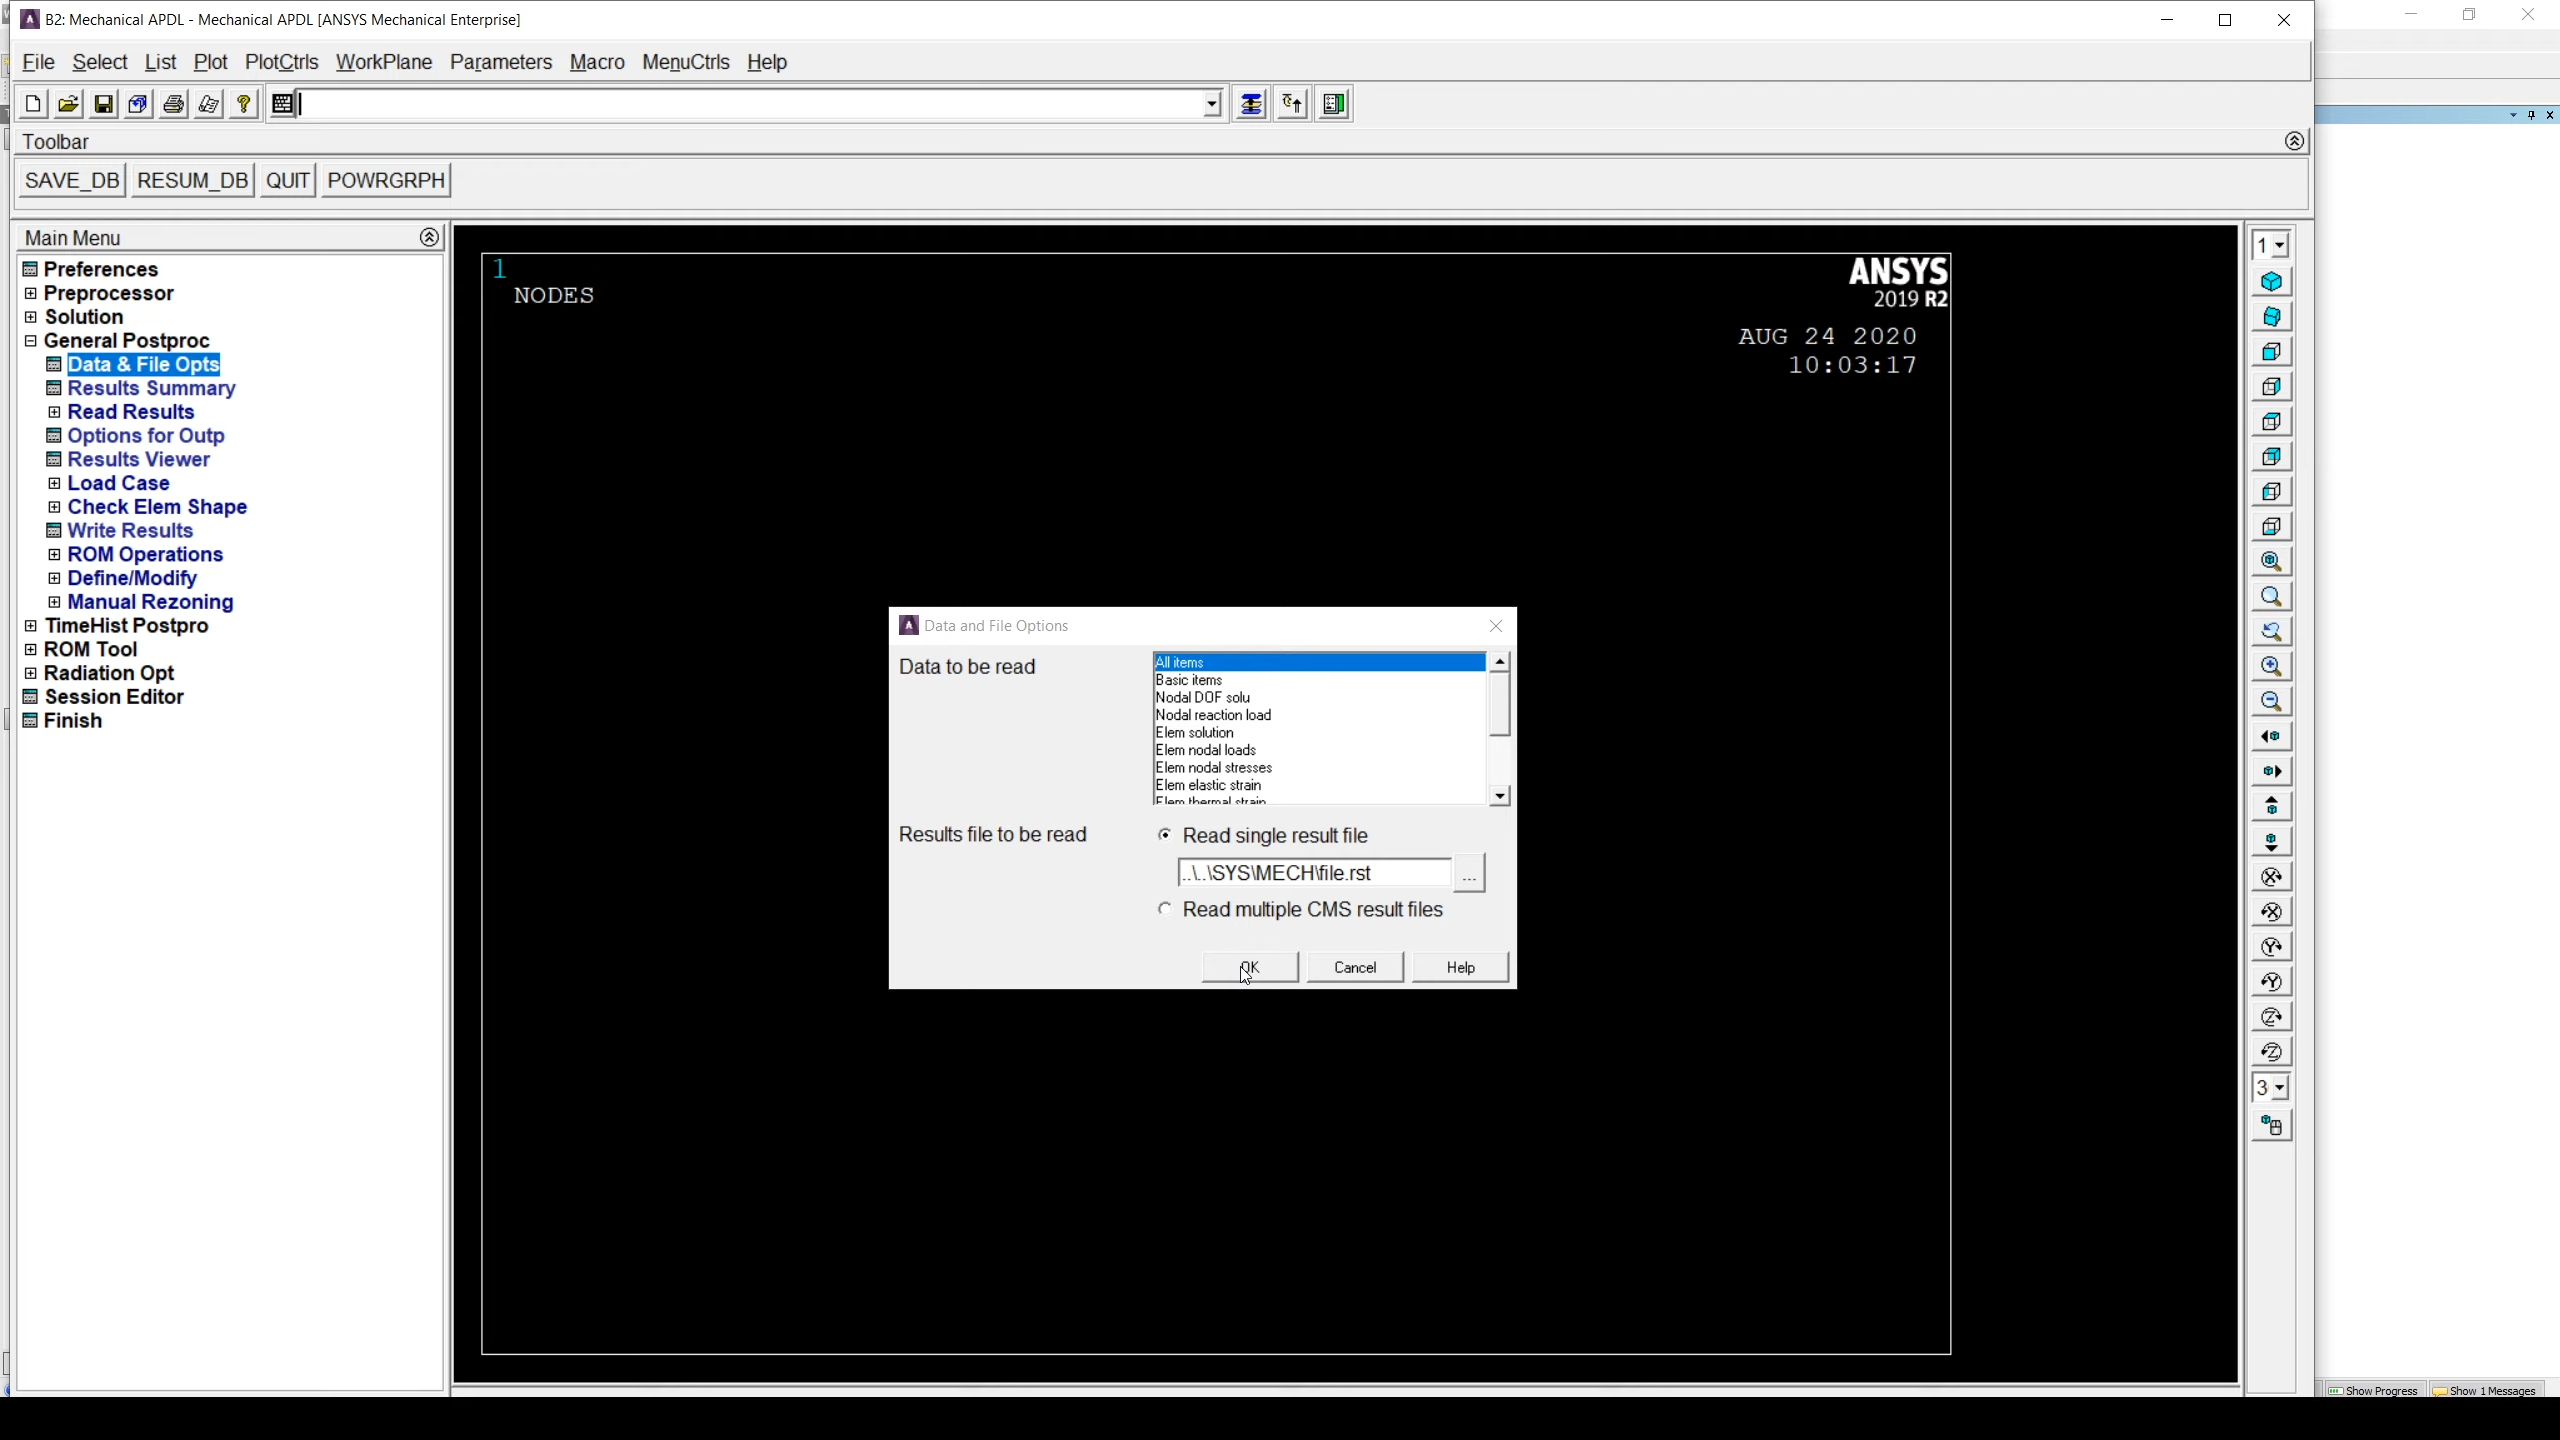 B2: Mechanical APDL - Mechanical APDL [ANSYS Mechanical Enterprise]
File Select List Plot PlotCtrls WorkPlane Parameters Macro MenuCtrls Help
Toolbar
SAVE_DB RESUM_DB QUIT POWRGRPH
Main Menu
Preferences
Preprocessor
Solution
General Postproc
Data & File Opts
Results Summary
Read Results
Options for Outp
Results Viewer
Load Case
Check Elem Shape
Write Results
ROM Operations
Define/Modify
Manual Rezoning
TimeHist Postpro
ROM Tool
Radiation Opt
Session Editor
Finish
1
NODES
ANSYS
2019 R2
AUG 24 2020
10:03:17
Data and File Options
Data to be read
All items
Basic items
Nodal DOF solu
Nodal reaction load
Elem solution
Elem nodal loads
Elem nodal stresses
Elem elastic strain
Elem thermal strain
Results file to be read
Read single result file
..\..\SYS\MECH\file.rst
...
Read multiple CMS result files
OK Cancel Help
1
3
Show Progress Show 1 Messages